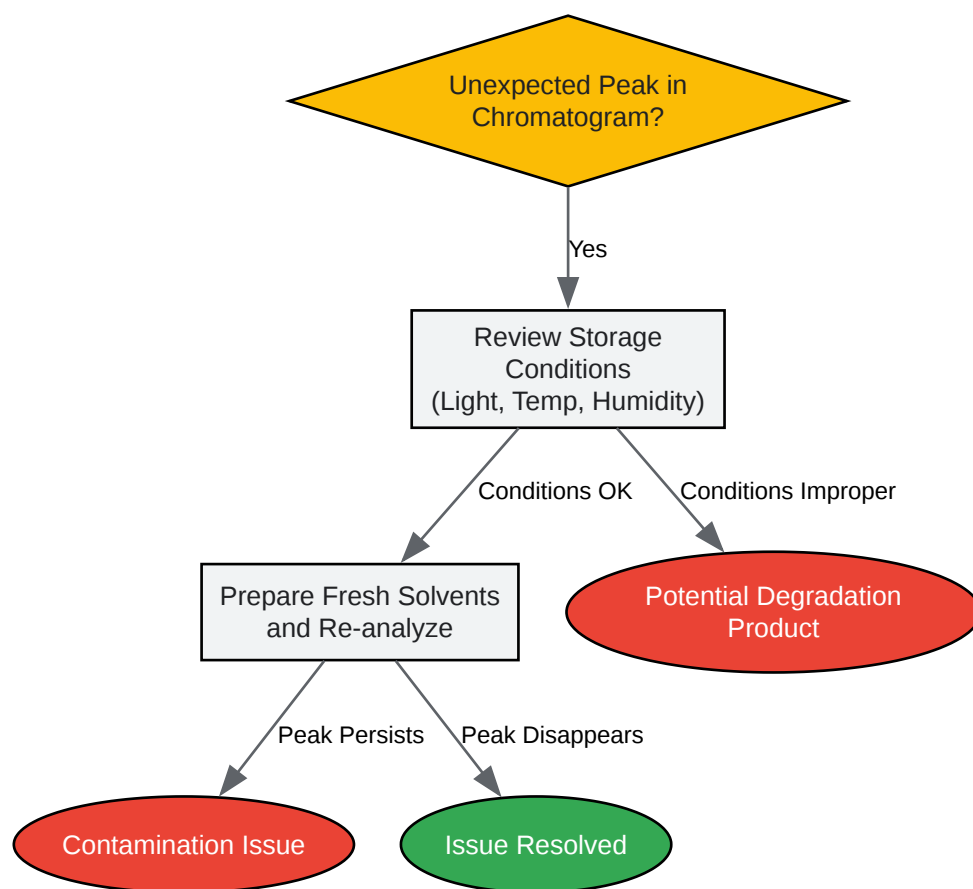 Unexpected Peak in
Chromatogram?
Yes
Review Storage
Conditions
(Light, Temp, Humidity)
Conditions OK
Conditions Improper
Prepare Fresh Solvents
and Re-analyze
Potential Degradation
Product
Peak Persists
Peak Disappears
Contamination Issue
Issue Resolved